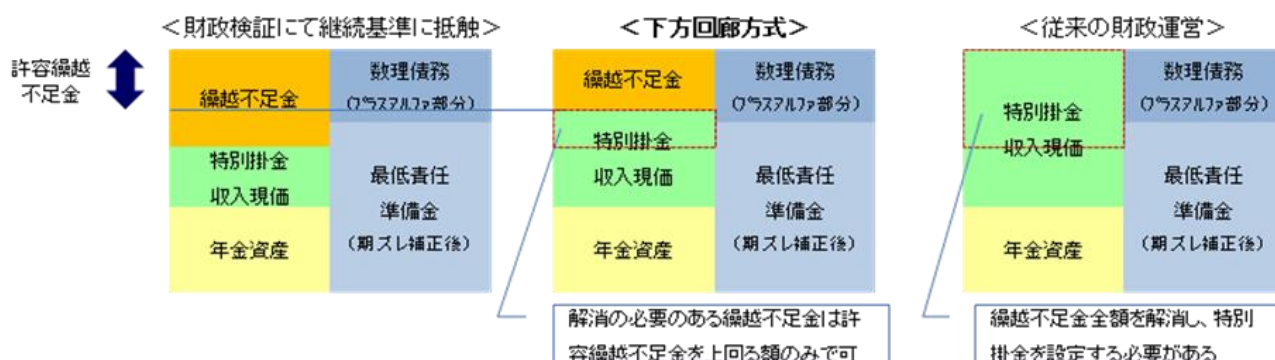 ＜財政検証にて継続基準に抵触＞
＜下方回廊方式＞
＜従来の財政運営＞
許容繰越
不足金
繰越不足金
特別掛金
収入現価
年金資産
数理債務
(プラスアルファ部分)
最低責任
準備金
(期ズレ補正後)
繰越不足金
特別掛金
収入現価
年金資産
数理債務
(プラスアルファ部分)
最低責任
準備金
(期ズレ補正後)
特別掛金
収入現価
年金資産
数理債務
(プラスアルファ部分)
最低責任
準備金
(期ズレ補正後)
解消の必要のある繰越不足金は許
容繰越不足金を上回る額のみで可
繰越不足金全額を解消し、特別
掛金を設定する必要がある